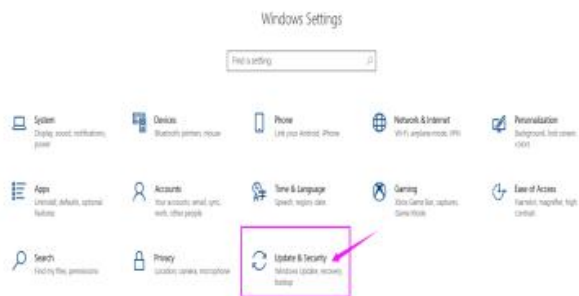 Windows Settings
Find a setting
System
Display, sound, notifications,
power
Devices
Bluetooth, printers, mouse
Phone
Link your Android, iPhone
Network & Internet
Wi-Fi, airplane mode, VPN
Personalization
Background, lock screen,
colors
Apps
Uninstall, defaults, optional
features
Accounts
Your accounts, email, sync,
work, other people
Time & Language
Speech, region, date
Gaming
Xbox Game Bar, captures,
Game Mode
Ease of Access
Narrator, magnifier, high
contrast
Search
Find my files, permissions
Privacy
Location, camera, microphone
Update & Security
Windows Update, recovery,
backup